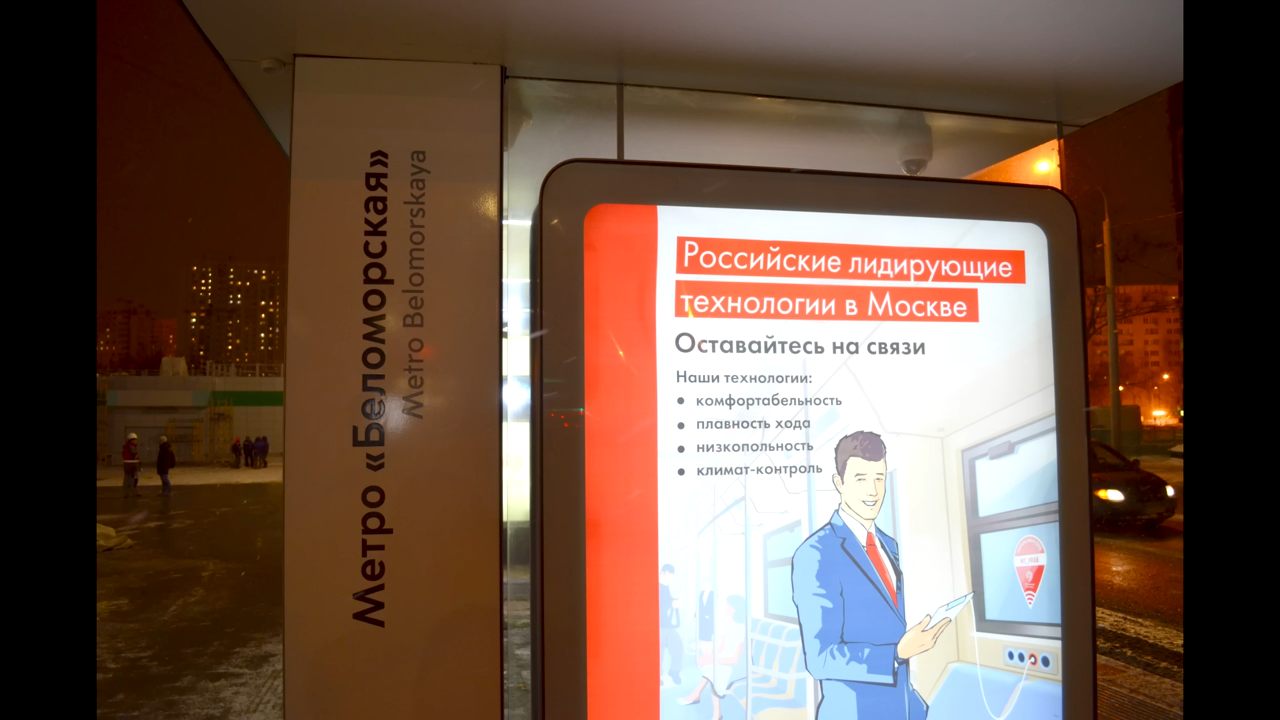 Метро «Беломорская»
Metro Belomorskaya
Российские лидирующие
технологии в Москве
Оставайтесь на связи
Наши технологии:
• комфортабельность
• плавность хода
• низкопольность
• климат-контроль